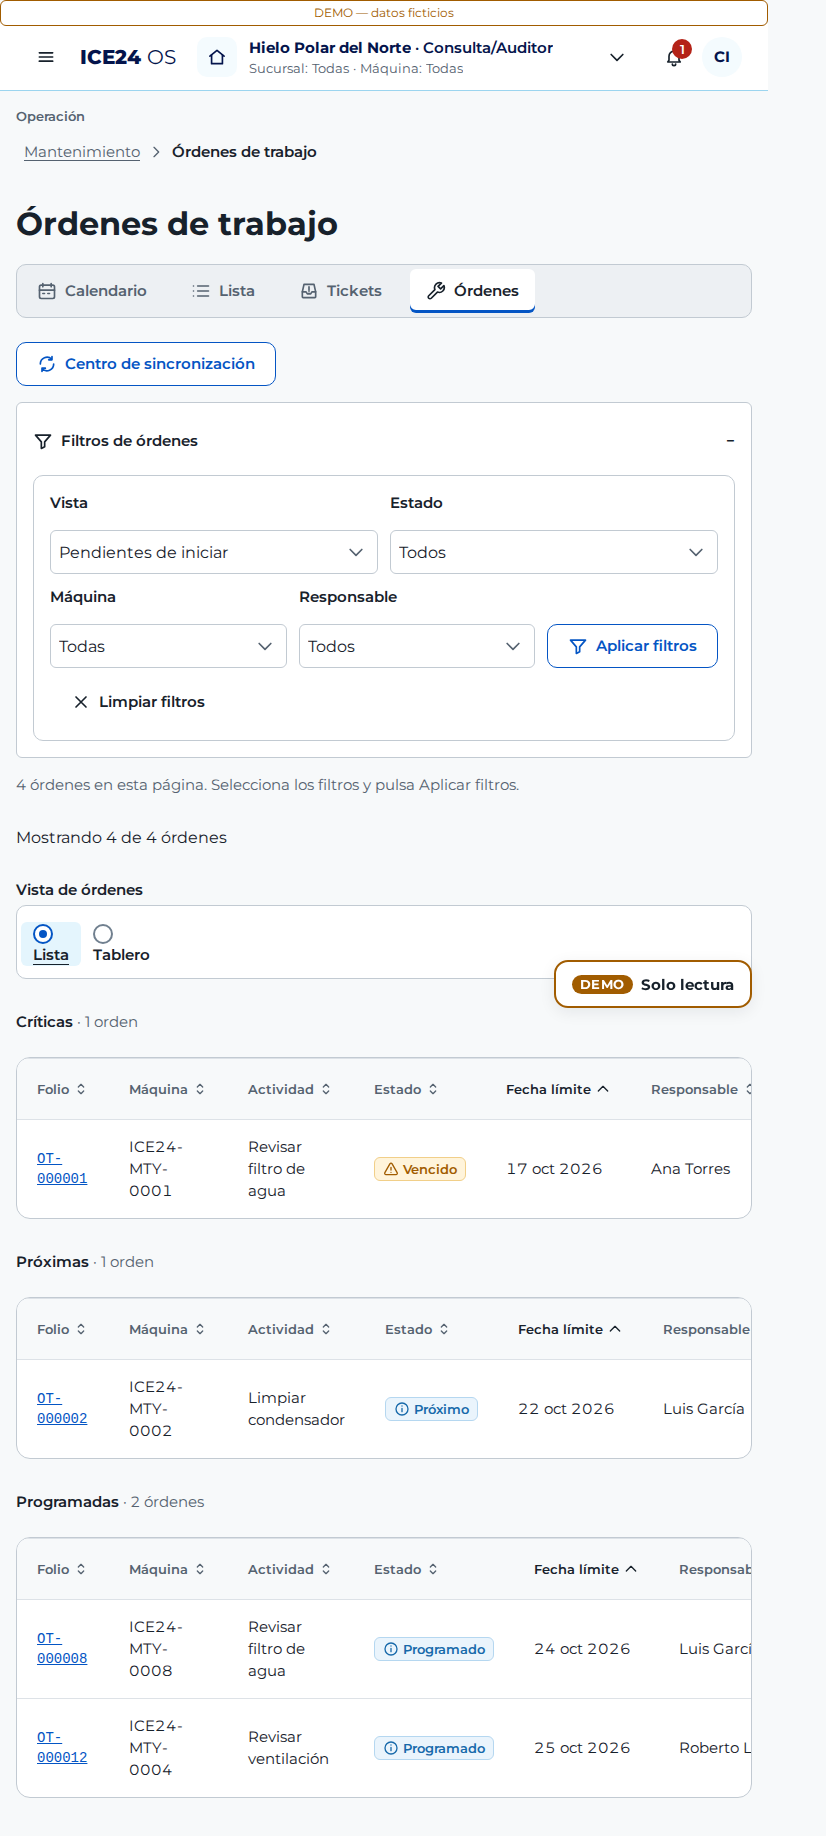 DEMO — datos ficticios
ICE24 OS
Hielo Polar del Norte · Consulta/Auditor
Sucursal: Todas · Máquina: Todas
1
CI
Operación
Mantenimiento > Órdenes de trabajo
Órdenes de trabajo
Calendario Lista Tickets Órdenes
Centro de sincronización
Filtros de órdenes –
Vista Estado
Pendientes de iniciar Todos
Máquina Responsable
Todas Todos Aplicar filtros
Limpiar filtros
4 órdenes en esta página. Selecciona los filtros y pulsa Aplicar filtros.
Mostrando 4 de 4 órdenes
Vista de órdenes
Lista Tablero
DEMO Solo lectura
Críticas · 1 orden
Folio Máquina Actividad Estado Fecha límite Responsable
OT-000001 ICE24-MTY-0001 Revisar filtro de agua Vencido 17 oct 2026 Ana Torres
Próximas · 1 orden
Folio Máquina Actividad Estado Fecha límite Responsable
OT-000002 ICE24-MTY-0002 Limpiar condensador Próximo 22 oct 2026 Luis García
Programadas · 2 órdenes
Folio Máquina Actividad Estado Fecha límite Responsab
OT-000008 ICE24-MTY-0008 Revisar filtro de agua Programado 24 oct 2026 Luis Garcí
OT-000012 ICE24-MTY-0004 Revisar ventilación Programado 25 oct 2026 Roberto L